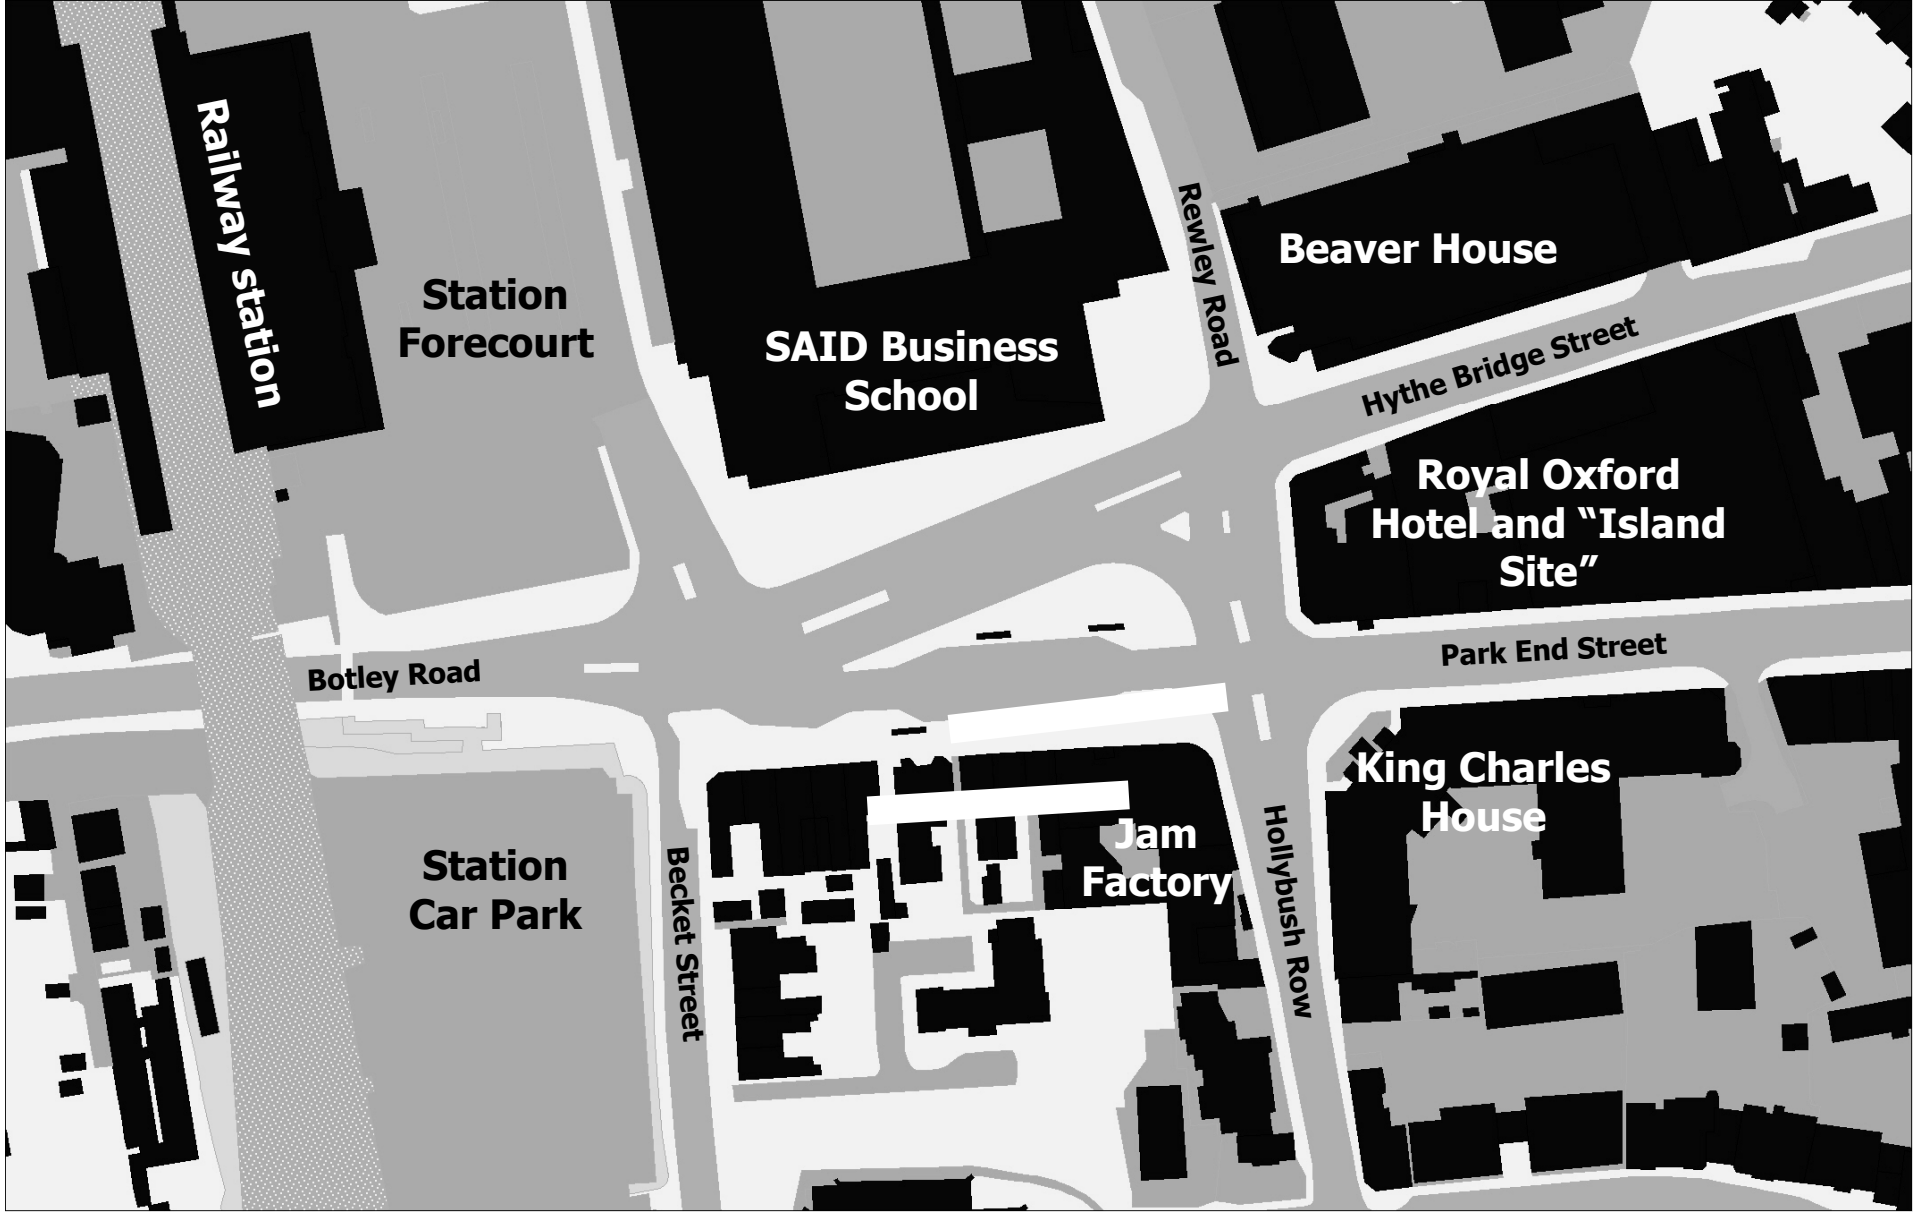 Railway station
Station
Forecourt
SAID Business
School
Rewley Road
Beaver House
Hythe Bridge Street
Royal Oxford
Hotel and “Island
Site”
Botley Road
Park End Street
Station
Car Park
Becket Street
Jam
Factory
Hollybush Row
King Charles
House